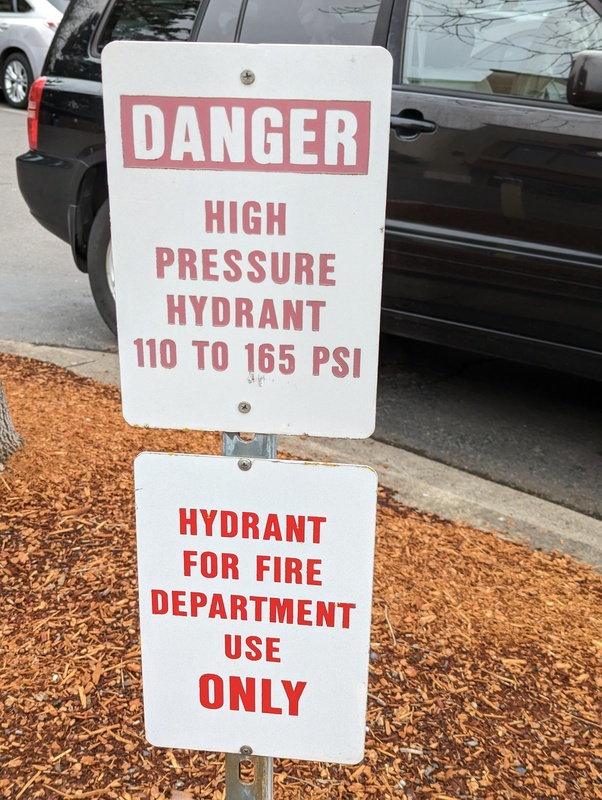 DANGER
HIGH
PRESSURE
HYDRANT
110 TO 165 PSI
HYDRANT
FOR FIRE
DEPARTMENT
USE
ONLY